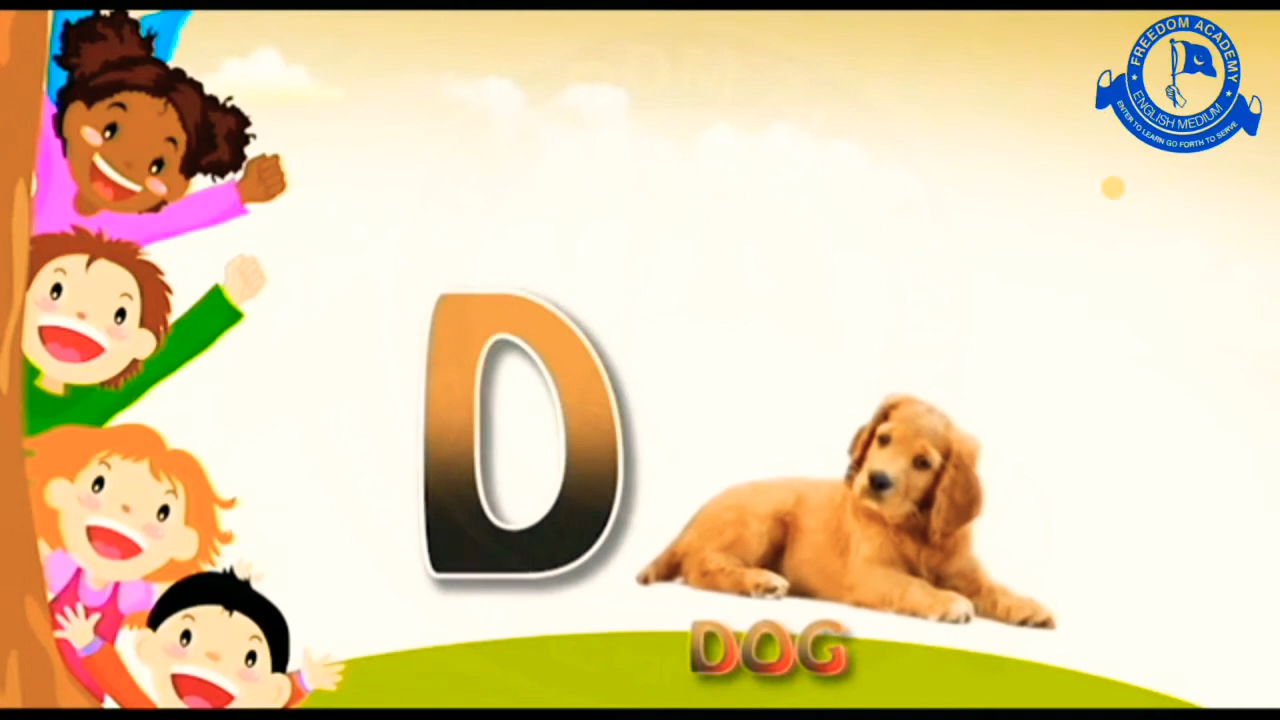 FREEDOM ACADEMY
ENGLISH MEDIUM
ENTER TO LEARN GO FORTH TO SERVE
D
DOG